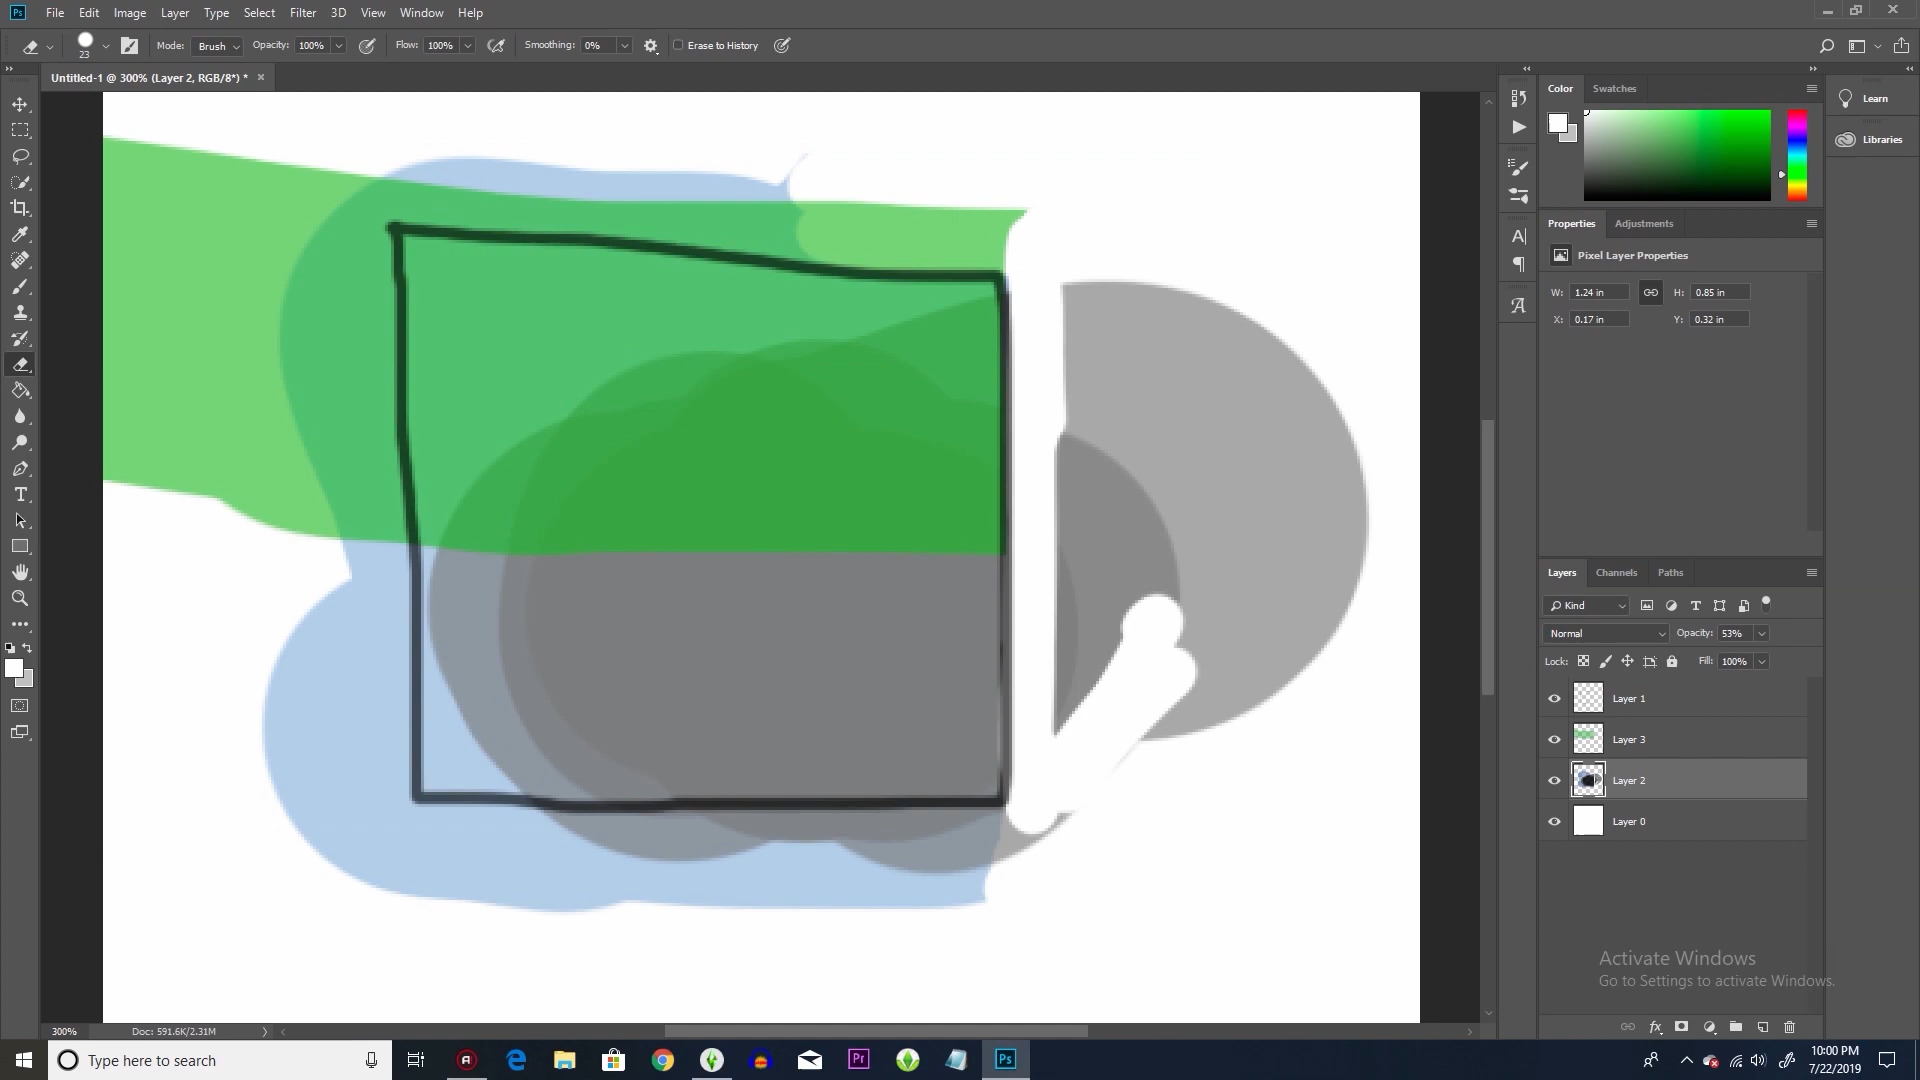 Ps File Edit Image Layer Type Select Filter 3D View Window Help
23 Mode: Brush Opacity: 100% Flow: 100% Smoothing: 0% Erase to History
Untitled-1 @ 300% (Layer 2, RGB/8*) * ×
Color Swatches
Learn
Libraries
Properties Adjustments
Pixel Layer Properties
W: 1.24 in H: 0.85 in
X: 0.17 in Y: 0.32 in
Layers Channels Paths
Kind
Normal Opacity: 53%
Lock: Fill: 100%
Layer 1
Layer 3
Layer 2
Layer 0
Activate Windows
Go to Settings to activate Windows.
300% Doc: 591.6K/2.31M
Type here to search
Pr
Ps
10:00 PM
7/22/2019